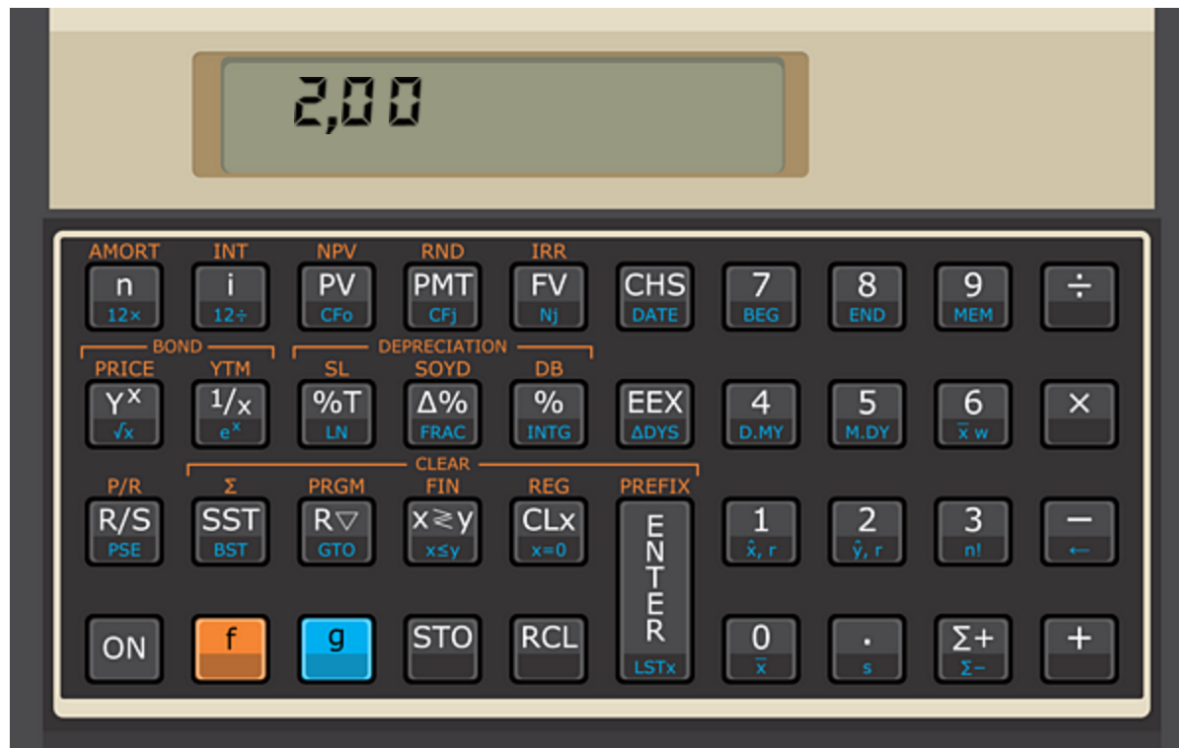 2,00
AMORT INT NPV RND IRR
n i PV PMT FV CHS 7 8 9 ÷
12× 12÷ CFo CFj Nj DATE BEG END MEM
BOND DEPRECIATION
PRICE YTM SL SOYD DB
Yˣ 1/x %T Δ% % EEX 4 5 6 ×
√x eˣ LN FRAC INTG ΔDYS D.MY M.DY x̅ w
CLEAR
P/R Σ PRGM FIN REG PREFIX
R/S SST R▽ x≷y CLx ENTER 1 2 3 −
PSE BST GTO x≤y x=0 x̂, r ŷ, r n! ←
ON f g STO RCL 0 . Σ+ +
LSTx x̅ s Σ−